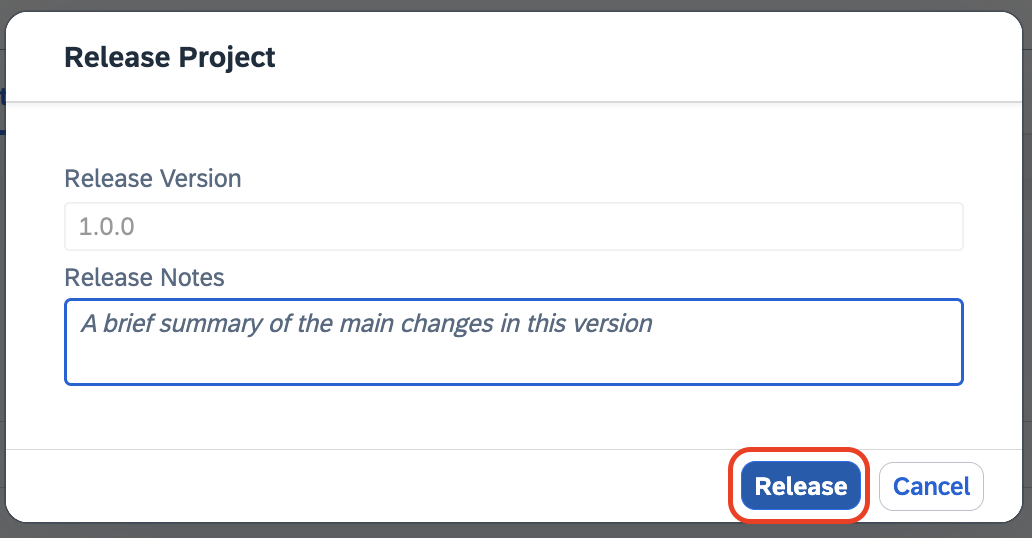 Release Project
Release Version
1.0.0
Release Notes
A brief summary of the main changes in this version
Release
Cancel